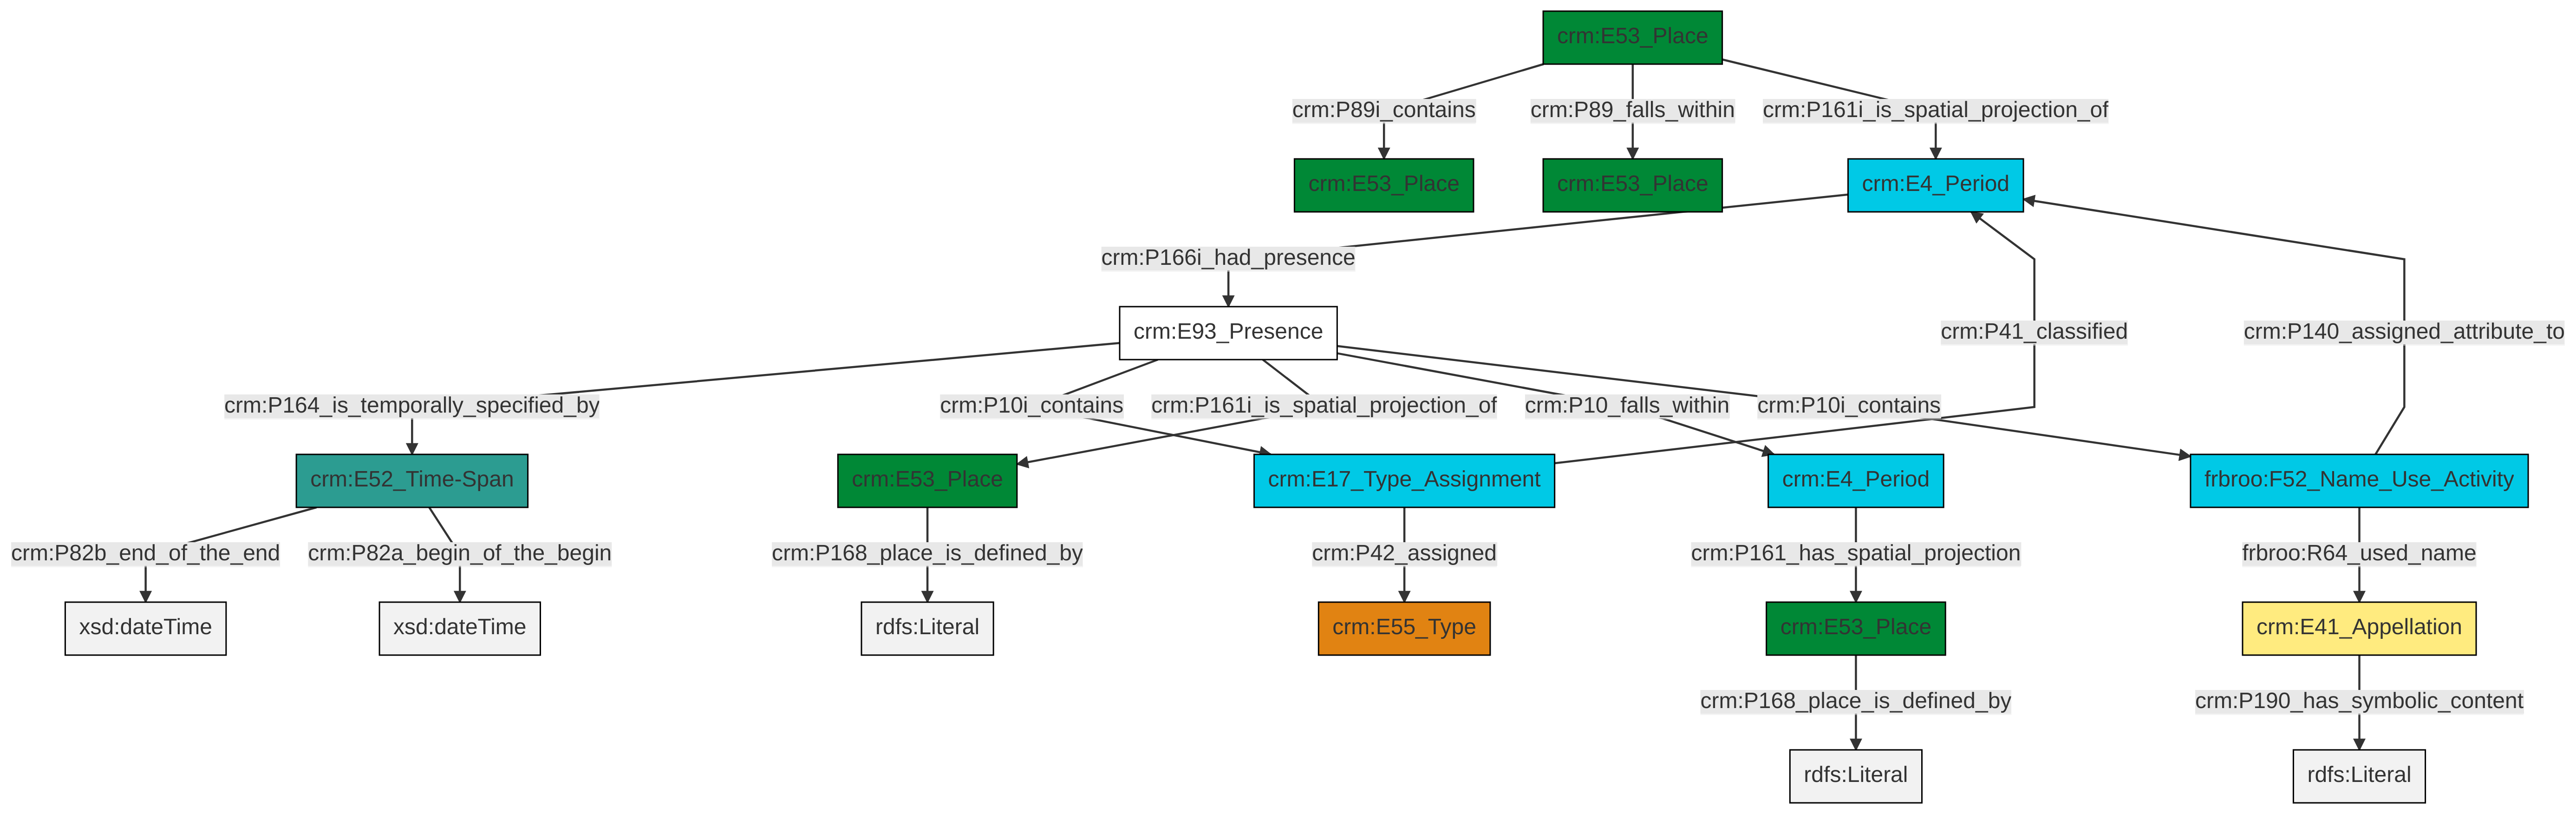 crm:E53_Place
crm:P89i_contains
crm:P89_falls_within
crm:P161i_is_spatial_projection_of
crm:E53_Place
crm:E53_Place
crm:E4_Period
crm:P166i_had_presence
crm:E93_Presence
crm:P41_classified
crm:P140_assigned_attribute_to
crm:P164_is_temporally_specified_by
crm:P10i_contains
crm:P161i_is_spatial_projection_of
crm:P10_falls_within
crm:P10i_contains
crm:E52_Time-Span
crm:E53_Place
crm:E17_Type_Assignment
crm:E4_Period
frbroo:F52_Name_Use_Activity
crm:P82b_end_of_the_end
crm:P82a_begin_of_the_begin
crm:P168_place_is_defined_by
crm:P42_assigned
crm:P161_has_spatial_projection
frbroo:R64_used_name
xsd:dateTime
xsd:dateTime
rdfs:Literal
crm:E55_Type
crm:E53_Place
crm:E41_Appellation
crm:P168_place_is_defined_by
crm:P190_has_symbolic_content
rdfs:Literal
rdfs:Literal